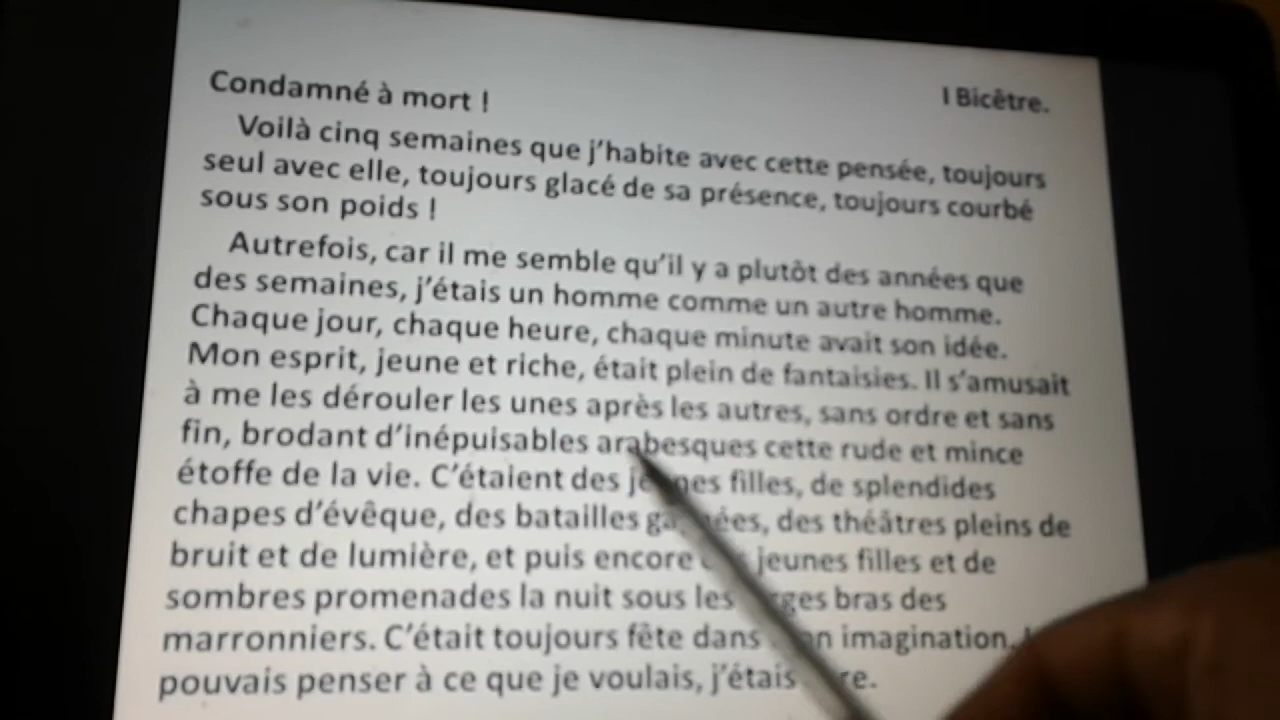 I Bicêtre.
Condamné à mort !
Voilà cinq semaines que j'habite avec cette pensée, toujours
seul avec elle, toujours glacé de sa présence, toujours courbé
sous son poids !
Autrefois, car il me semble qu'il y a plutôt des années que
des semaines, j'étais un homme comme un autre homme.
Chaque jour, chaque heure, chaque minute avait son idée.
Mon esprit, jeune et riche, était plein de fantaisies. Il s'amusait
à me les dérouler les unes après les autres, sans ordre et sans
fin, brodant d'inépuisables arabesques cette rude et mince
étoffe de la vie. C'étaient des filles, de splendides
chapes d'évêque, des batailles des théâtres pleins de
bruit et de lumière, et puis encore jeunes filles et de
sombres promenades la nuit sous les bras des
marronniers. C'était toujours fête dans imagination.
pouvais penser à ce que je voulais, j'étais